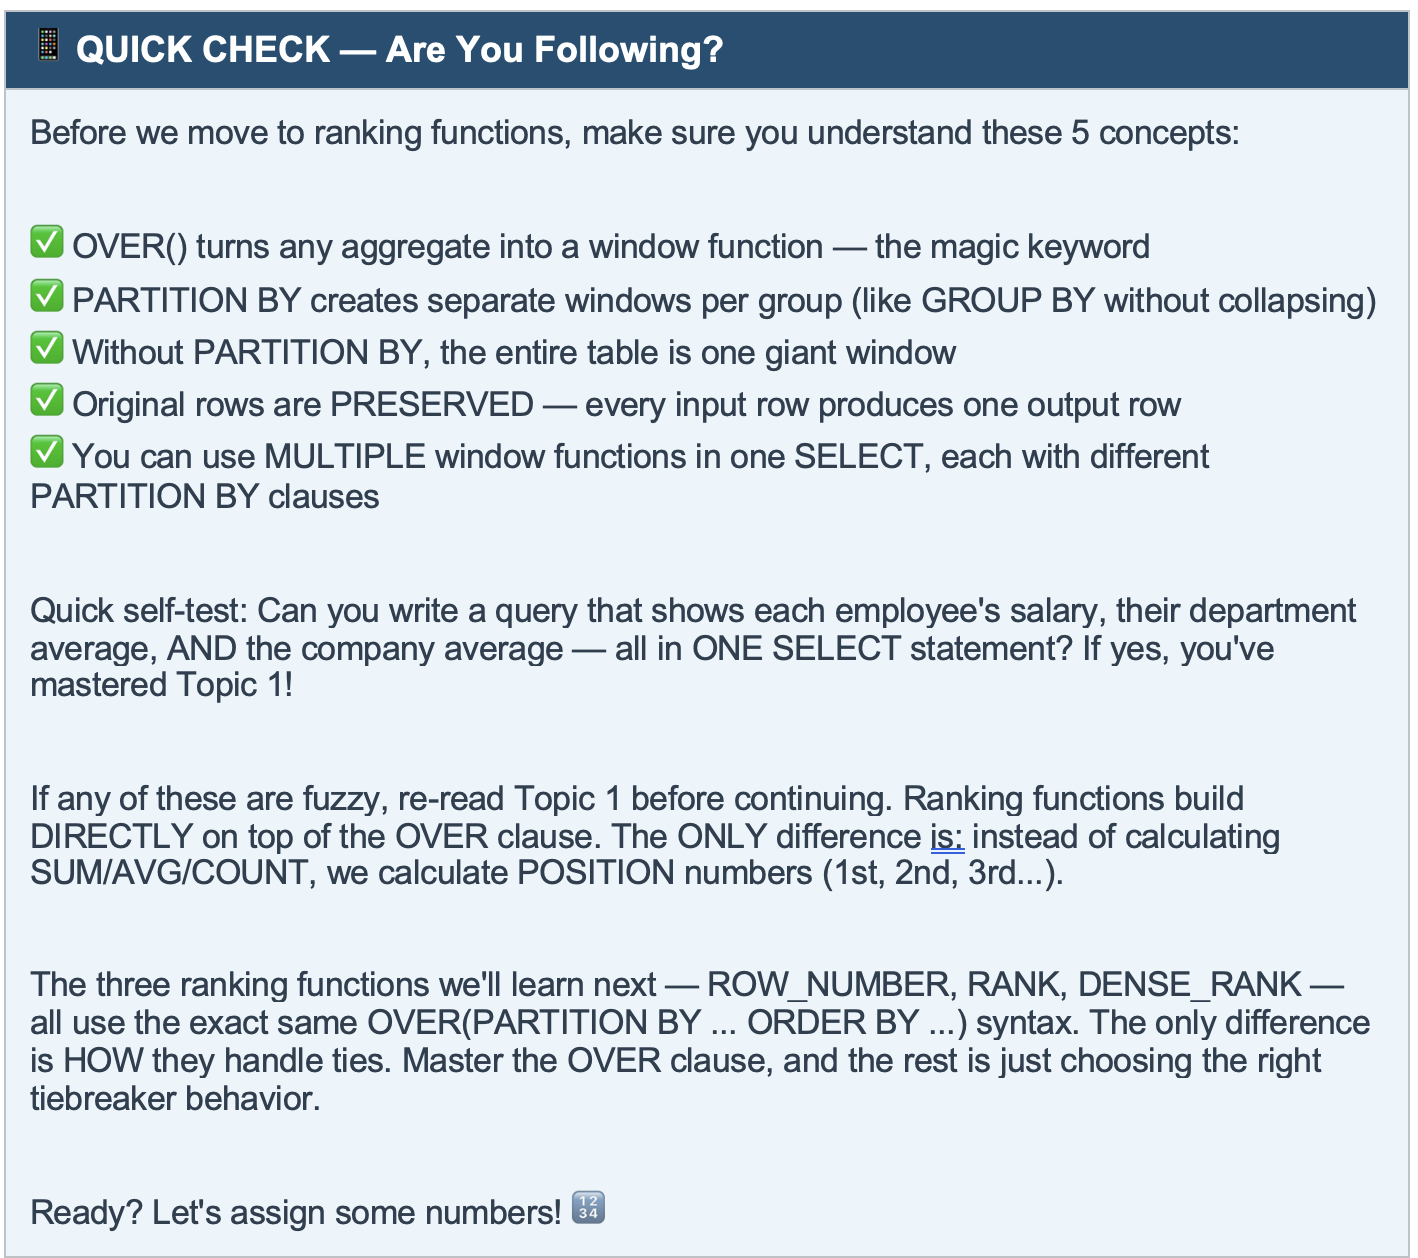 📱 QUICK CHECK — Are You Following?
Before we move to ranking functions, make sure you understand these 5 concepts:
✅ OVER() turns any aggregate into a window function — the magic keyword
✅ PARTITION BY creates separate windows per group (like GROUP BY without collapsing)
✅ Without PARTITION BY, the entire table is one giant window
✅ Original rows are PRESERVED — every input row produces one output row
✅ You can use MULTIPLE window functions in one SELECT, each with different
PARTITION BY clauses
Quick self-test: Can you write a query that shows each employee's salary, their department
average, AND the company average — all in ONE SELECT statement? If yes, you've
mastered Topic 1!
If any of these are fuzzy, re-read Topic 1 before continuing. Ranking functions build
DIRECTLY on top of the OVER clause. The ONLY difference is: instead of calculating
SUM/AVG/COUNT, we calculate POSITION numbers (1st, 2nd, 3rd...).
The three ranking functions we'll learn next — ROW_NUMBER, RANK, DENSE_RANK —
all use the exact same OVER(PARTITION BY ... ORDER BY ...) syntax. The only difference
is HOW they handle ties. Master the OVER clause, and the rest is just choosing the right
tiebreaker behavior.
Ready? Let's assign some numbers! 🔢